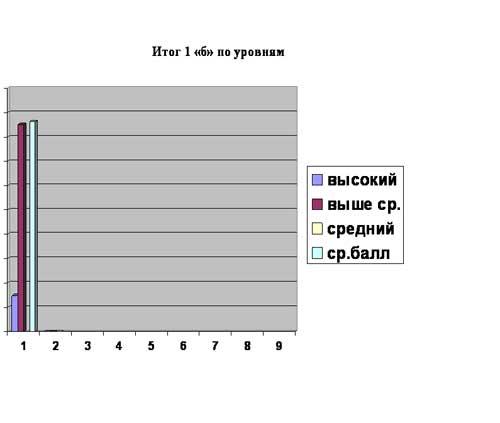 Итог 1 «б» по уровням
высокий
выше ср.
средний
ср.балл
1 2 3 4 5 6 7 8 9